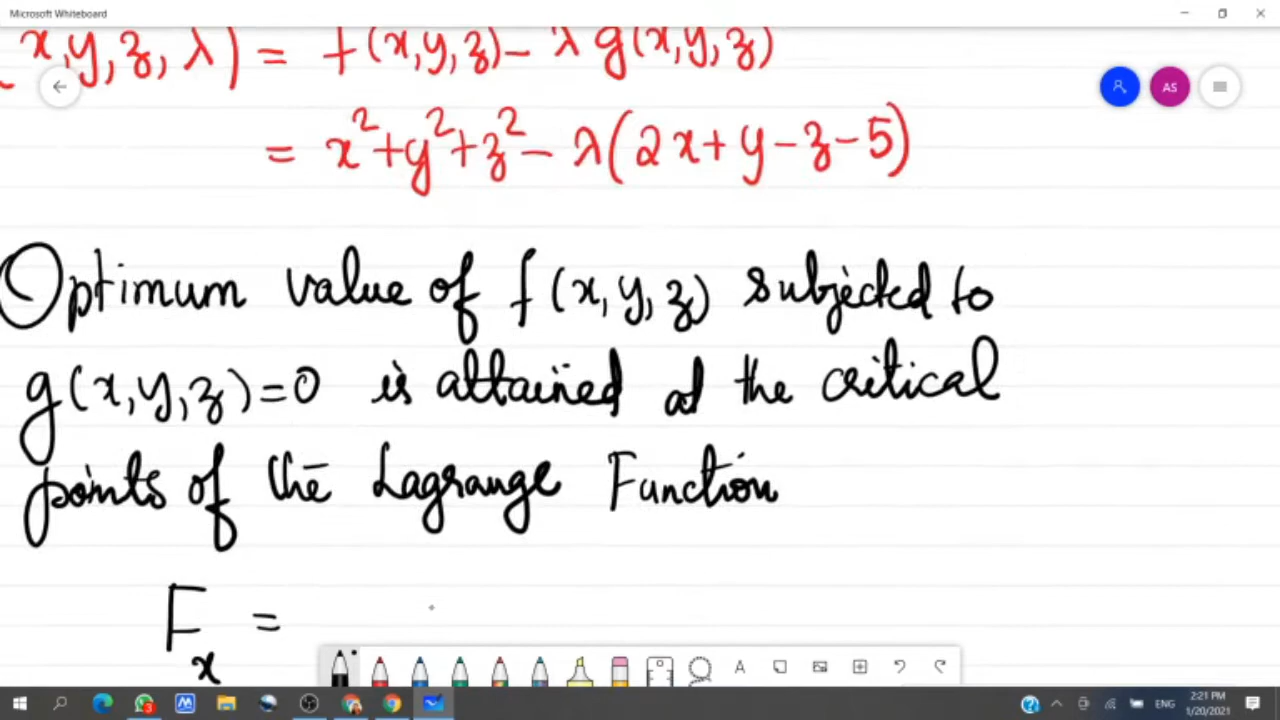 Microsoft Whiteboard
x, y, z, λ) = f(x, y, z) - λ g(x, y, z)
AS
= x² + y² + z² - λ(2x + y - z - 5)
Optimum value of f(x, y, z) subjected to
g(x, y, z) = 0 is attained at the critical
points of the Lagrange Function
F_x =
A
ENG
2:21 PM
1/20/2021